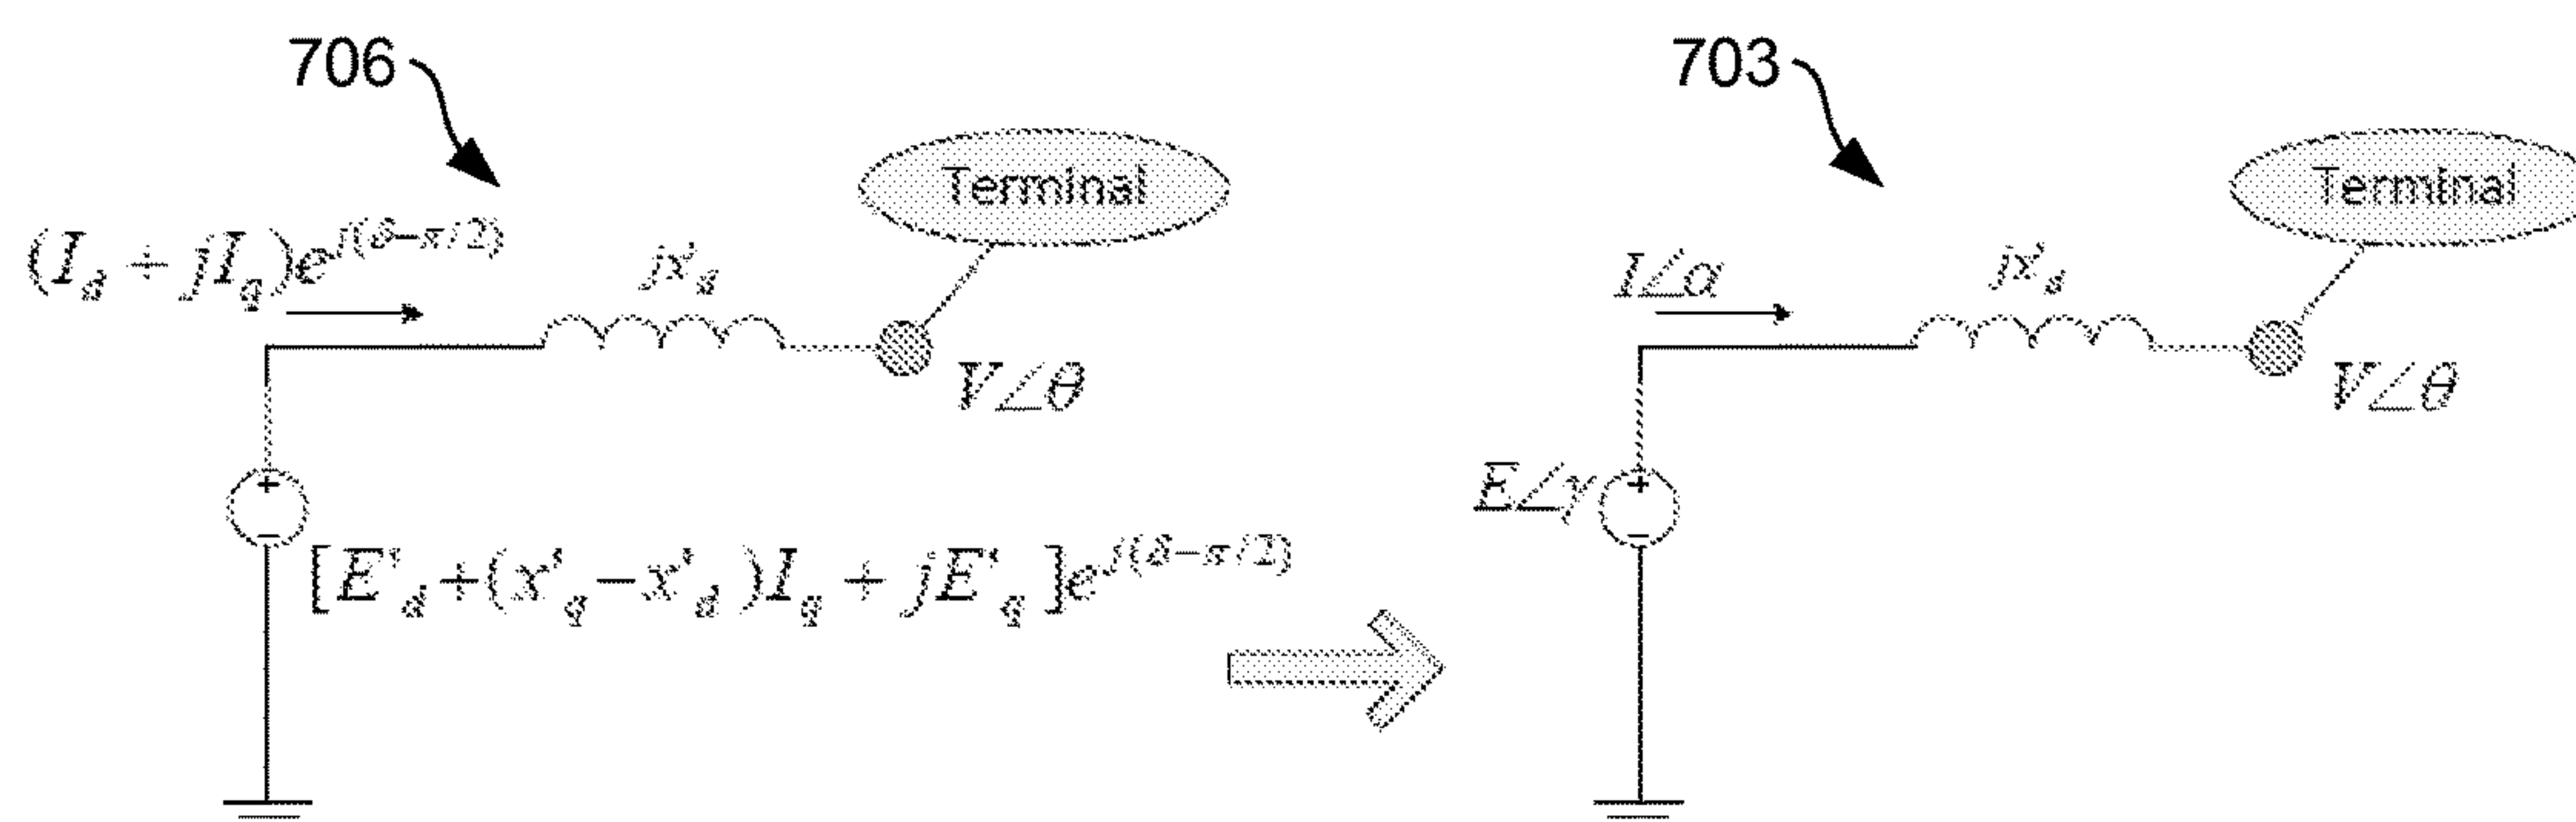 706
703
Terminal
Terminal
(I_d + jI_q)e^{j(δ−π/2)}
jx'_d
I∠α
jx'_d
V∠θ
V∠θ
E∠γ
[E'_d+(x'_q−x'_d)I_q + jE'_q]e^{j(δ−π/2)}
+
−
+
−